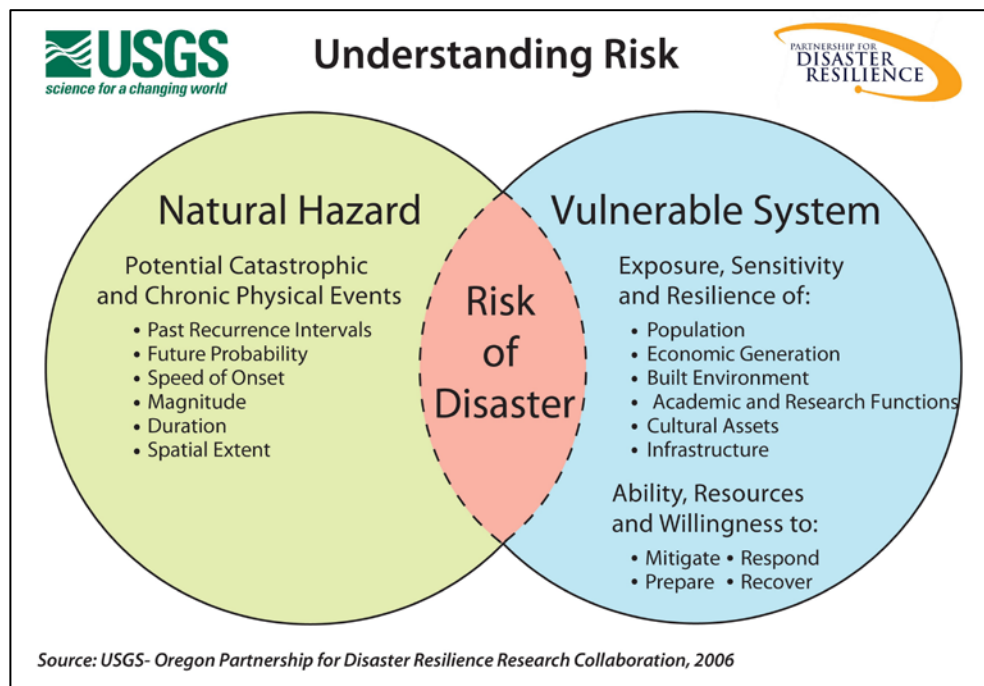 USGS
science for a changing world
Understanding Risk
PARTNERSHIP FOR
DISASTER
RESILIENCE
Natural Hazard
Potential Catastrophic
and Chronic Physical Events
• Past Recurrence Intervals
• Future Probability
• Speed of Onset
• Magnitude
• Duration
• Spatial Extent
Risk
of
Disaster
Vulnerable System
Exposure, Sensitivity
and Resilience of:
• Population
• Economic Generation
• Built Environment
• Academic and Research Functions
• Cultural Assets
• Infrastructure
Ability, Resources
and Willingness to:
• Mitigate • Respond
• Prepare • Recover
Source: USGS- Oregon Partnership for Disaster Resilience Research Collaboration, 2006